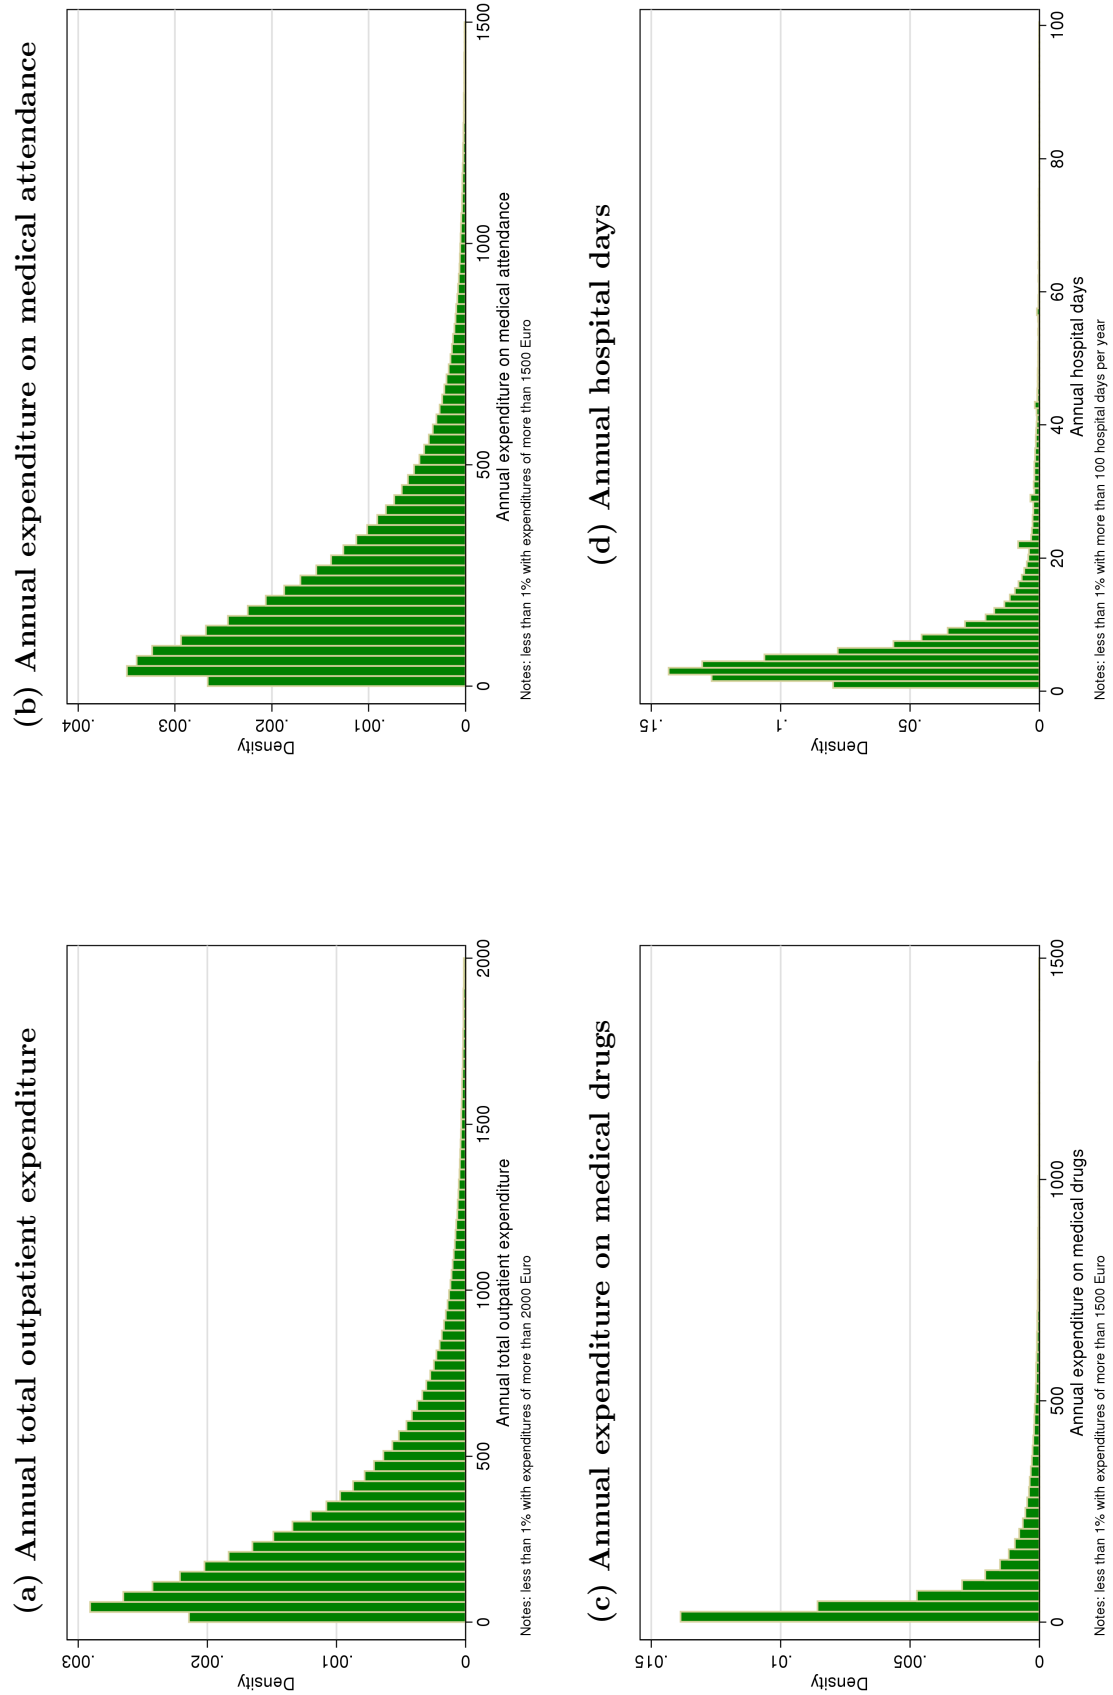 (a) Annual total outpatient expenditure
.003
.002
.001
0
Density
0
500
1000
1500
2000
Annual total outpatient expenditure
Notes: less than 1% with expenditures of more than 2000 Euro
(b) Annual expenditure on medical attendance
.004
.003
.002
.001
0
Density
0
500
1000
1500
Annual expenditure on medical attendance
Notes: less than 1% with expenditures of more than 1500 Euro
(c) Annual expenditure on medical drugs
.015
.01
.005
0
Density
0
500
1000
1500
Annual expenditure on medical drugs
Notes: less than 1% with expenditures of more than 1500 Euro
(d) Annual hospital days
.15
.1
.05
0
Density
0
20
40
60
80
100
Annual hospital days
Notes: less than 1% with more than 100 hospital days per year